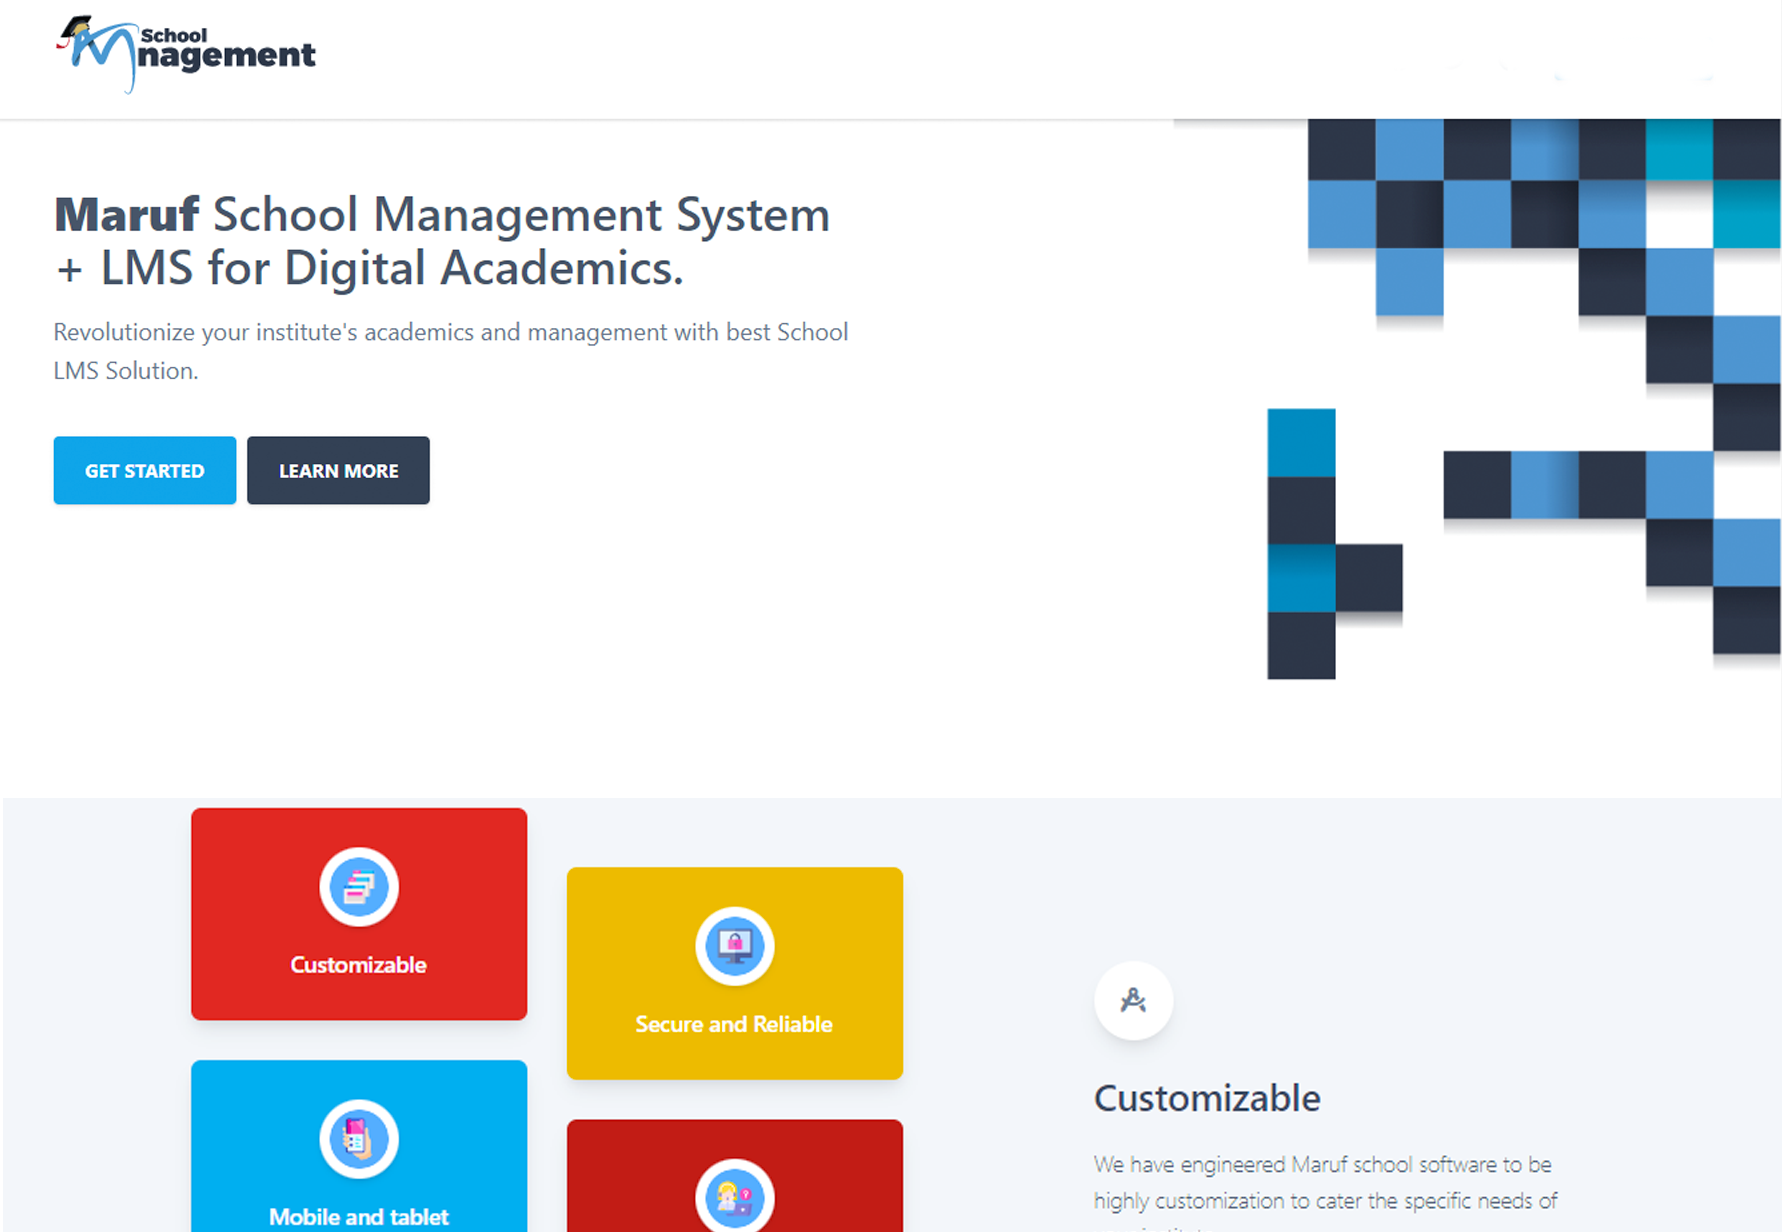 School
Mnagement
Maruf School Management System
+ LMS for Digital Academics.
Revolutionize your institute's academics and management with best School
LMS Solution.
GET STARTED
LEARN MORE
Customizable
Secure and Reliable
Mobile and tablet
Customizable
We have engineered Maruf school software to be
highly customization to cater the specific needs of